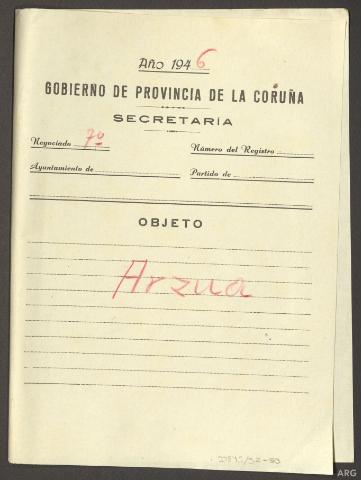 Año 1946
GOBIERNO DE PROVINCIA DE LA CORUÑA
SECRETARÍA
Negociado 7º Número del Registro
Ayuntamiento de Partido de
OBJETO
Arzua
ARG